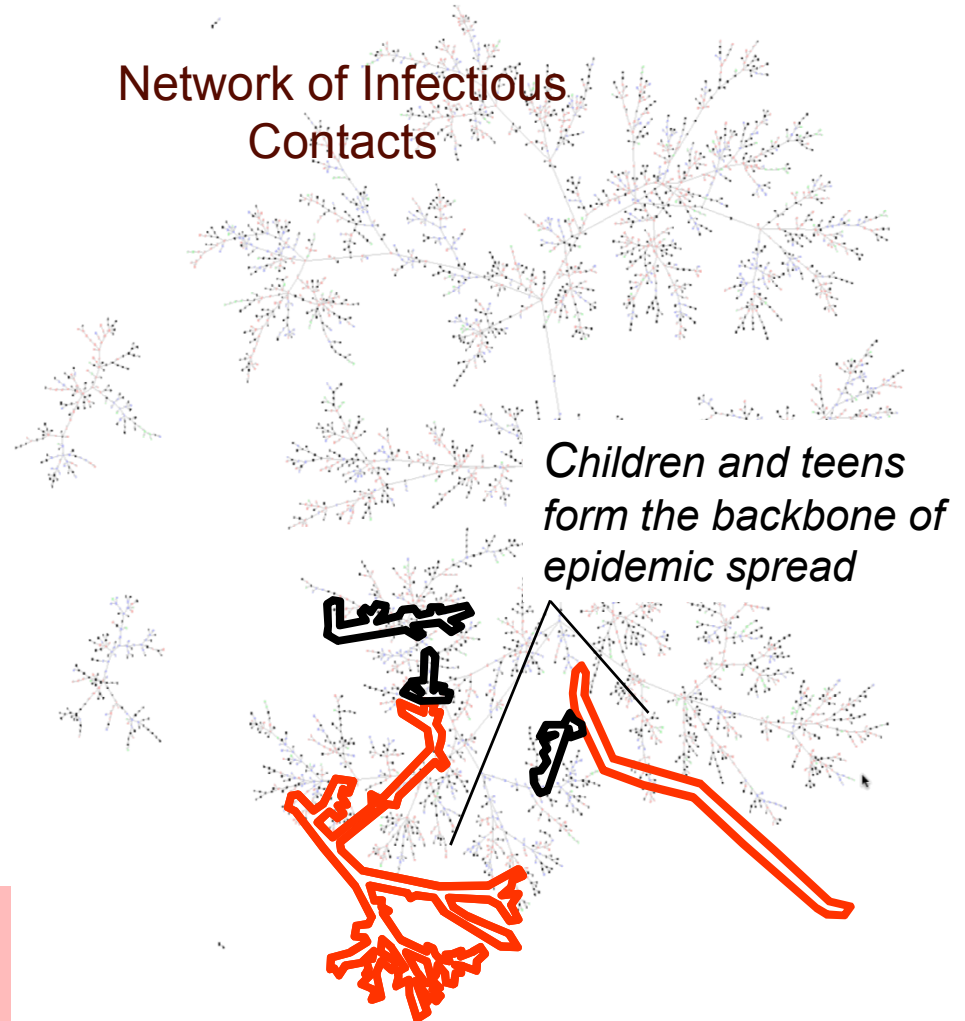 Network of Infectious
Contacts
Children and teens
form the backbone of
epidemic spread